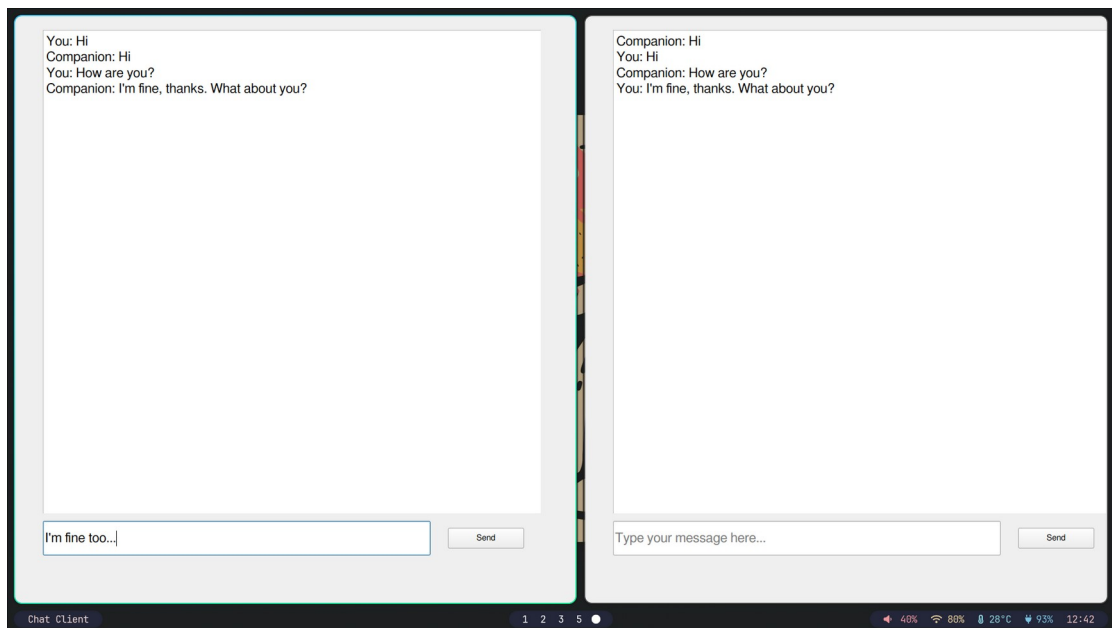 You: Hi
Companion: Hi
You: How are you?
Companion: I'm fine, thanks. What about you?
I'm fine too...
Send
Companion: Hi
You: Hi
Companion: How are you?
You: I'm fine, thanks. What about you?
Type your message here...
Send
Chat Client
1 2 3 5
40% 80% 28°C 93% 12:42